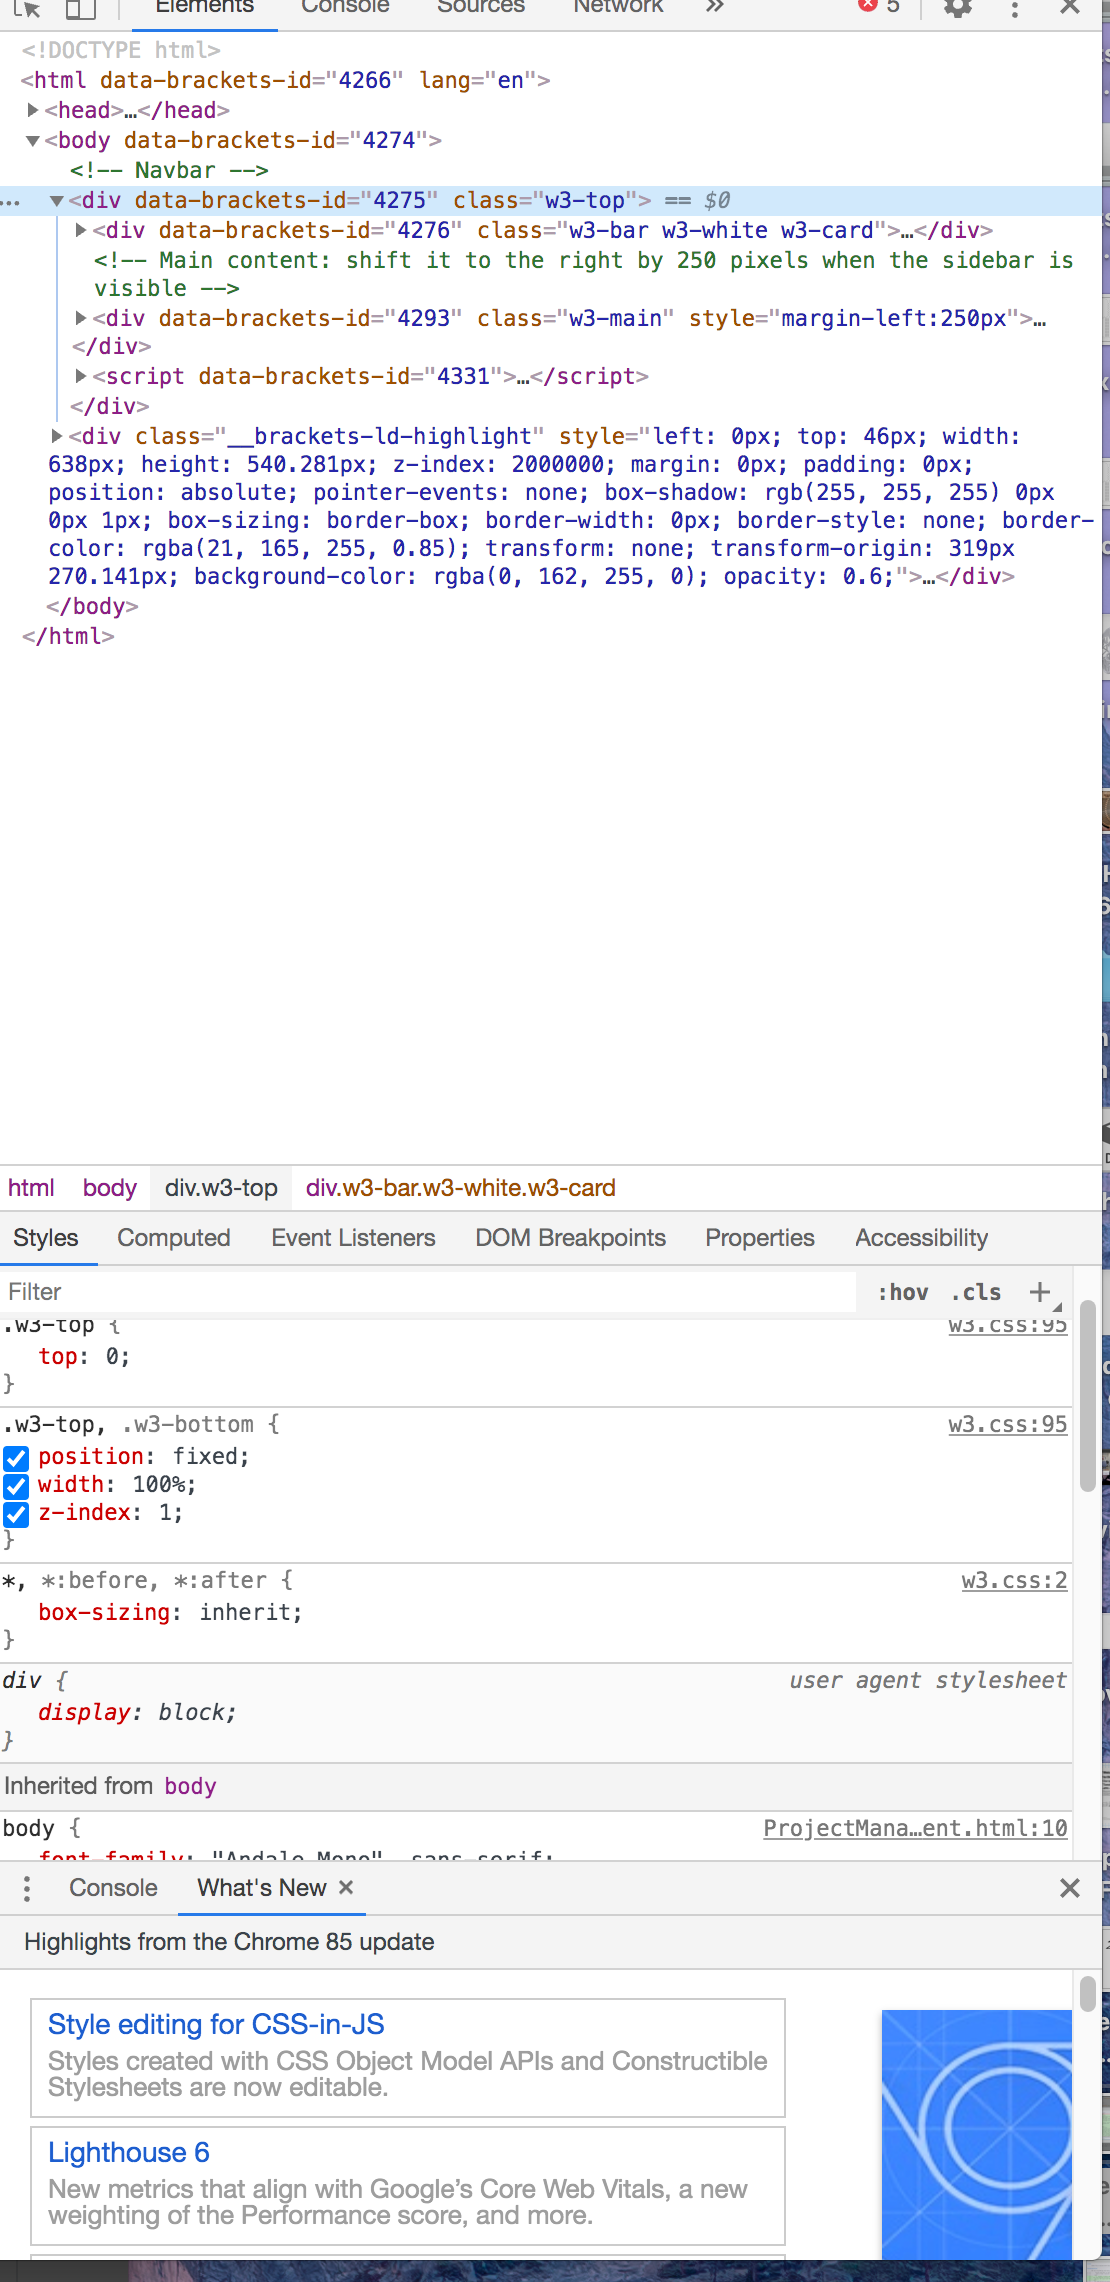 Elements Console Sources Network » 5
<!DOCTYPE html>
<html data-brackets-id="4266" lang="en">
<head>…</head>
<body data-brackets-id="4274">
<!-- Navbar -->
… <div data-brackets-id="4275" class="w3-top"> == $0
<div data-brackets-id="4276" class="w3-bar w3-white w3-card">…</div>
<!-- Main content: shift it to the right by 250 pixels when the sidebar is
visible -->
<div data-brackets-id="4293" class="w3-main" style="margin-left:250px">…
</div>
<script data-brackets-id="4331">…</script>
</div>
<div class="__brackets-ld-highlight" style="left: 0px; top: 46px; width:
638px; height: 540.281px; z-index: 2000000; margin: 0px; padding: 0px;
position: absolute; pointer-events: none; box-shadow: rgb(255, 255, 255) 0px
0px 1px; box-sizing: border-box; border-width: 0px; border-style: none; border-
color: rgba(21, 165, 255, 0.85); transform: none; transform-origin: 319px
270.141px; background-color: rgba(0, 162, 255, 0); opacity: 0.6;">…</div>
</body>
</html>
html body div.w3-top div.w3-bar.w3-white.w3-card
Styles Computed Event Listeners DOM Breakpoints Properties Accessibility
Filter :hov .cls +
.w3-top { w3.css:95
top: 0;
}
.w3-top, .w3-bottom { w3.css:95
position: fixed;
width: 100%;
z-index: 1;
}
*, *:before, *:after { w3.css:2
box-sizing: inherit;
}
div { user agent stylesheet
display: block;
}
Inherited from body
body { ProjectMana…ent.html:10
font-family: "Andale Mono", sans-serif;
Console What's New ×
Highlights from the Chrome 85 update
Style editing for CSS-in-JS
Styles created with CSS Object Model APIs and Constructible
Stylesheets are now editable.
Lighthouse 6
New metrics that align with Google’s Core Web Vitals, a new
weighting of the Performance score, and more.